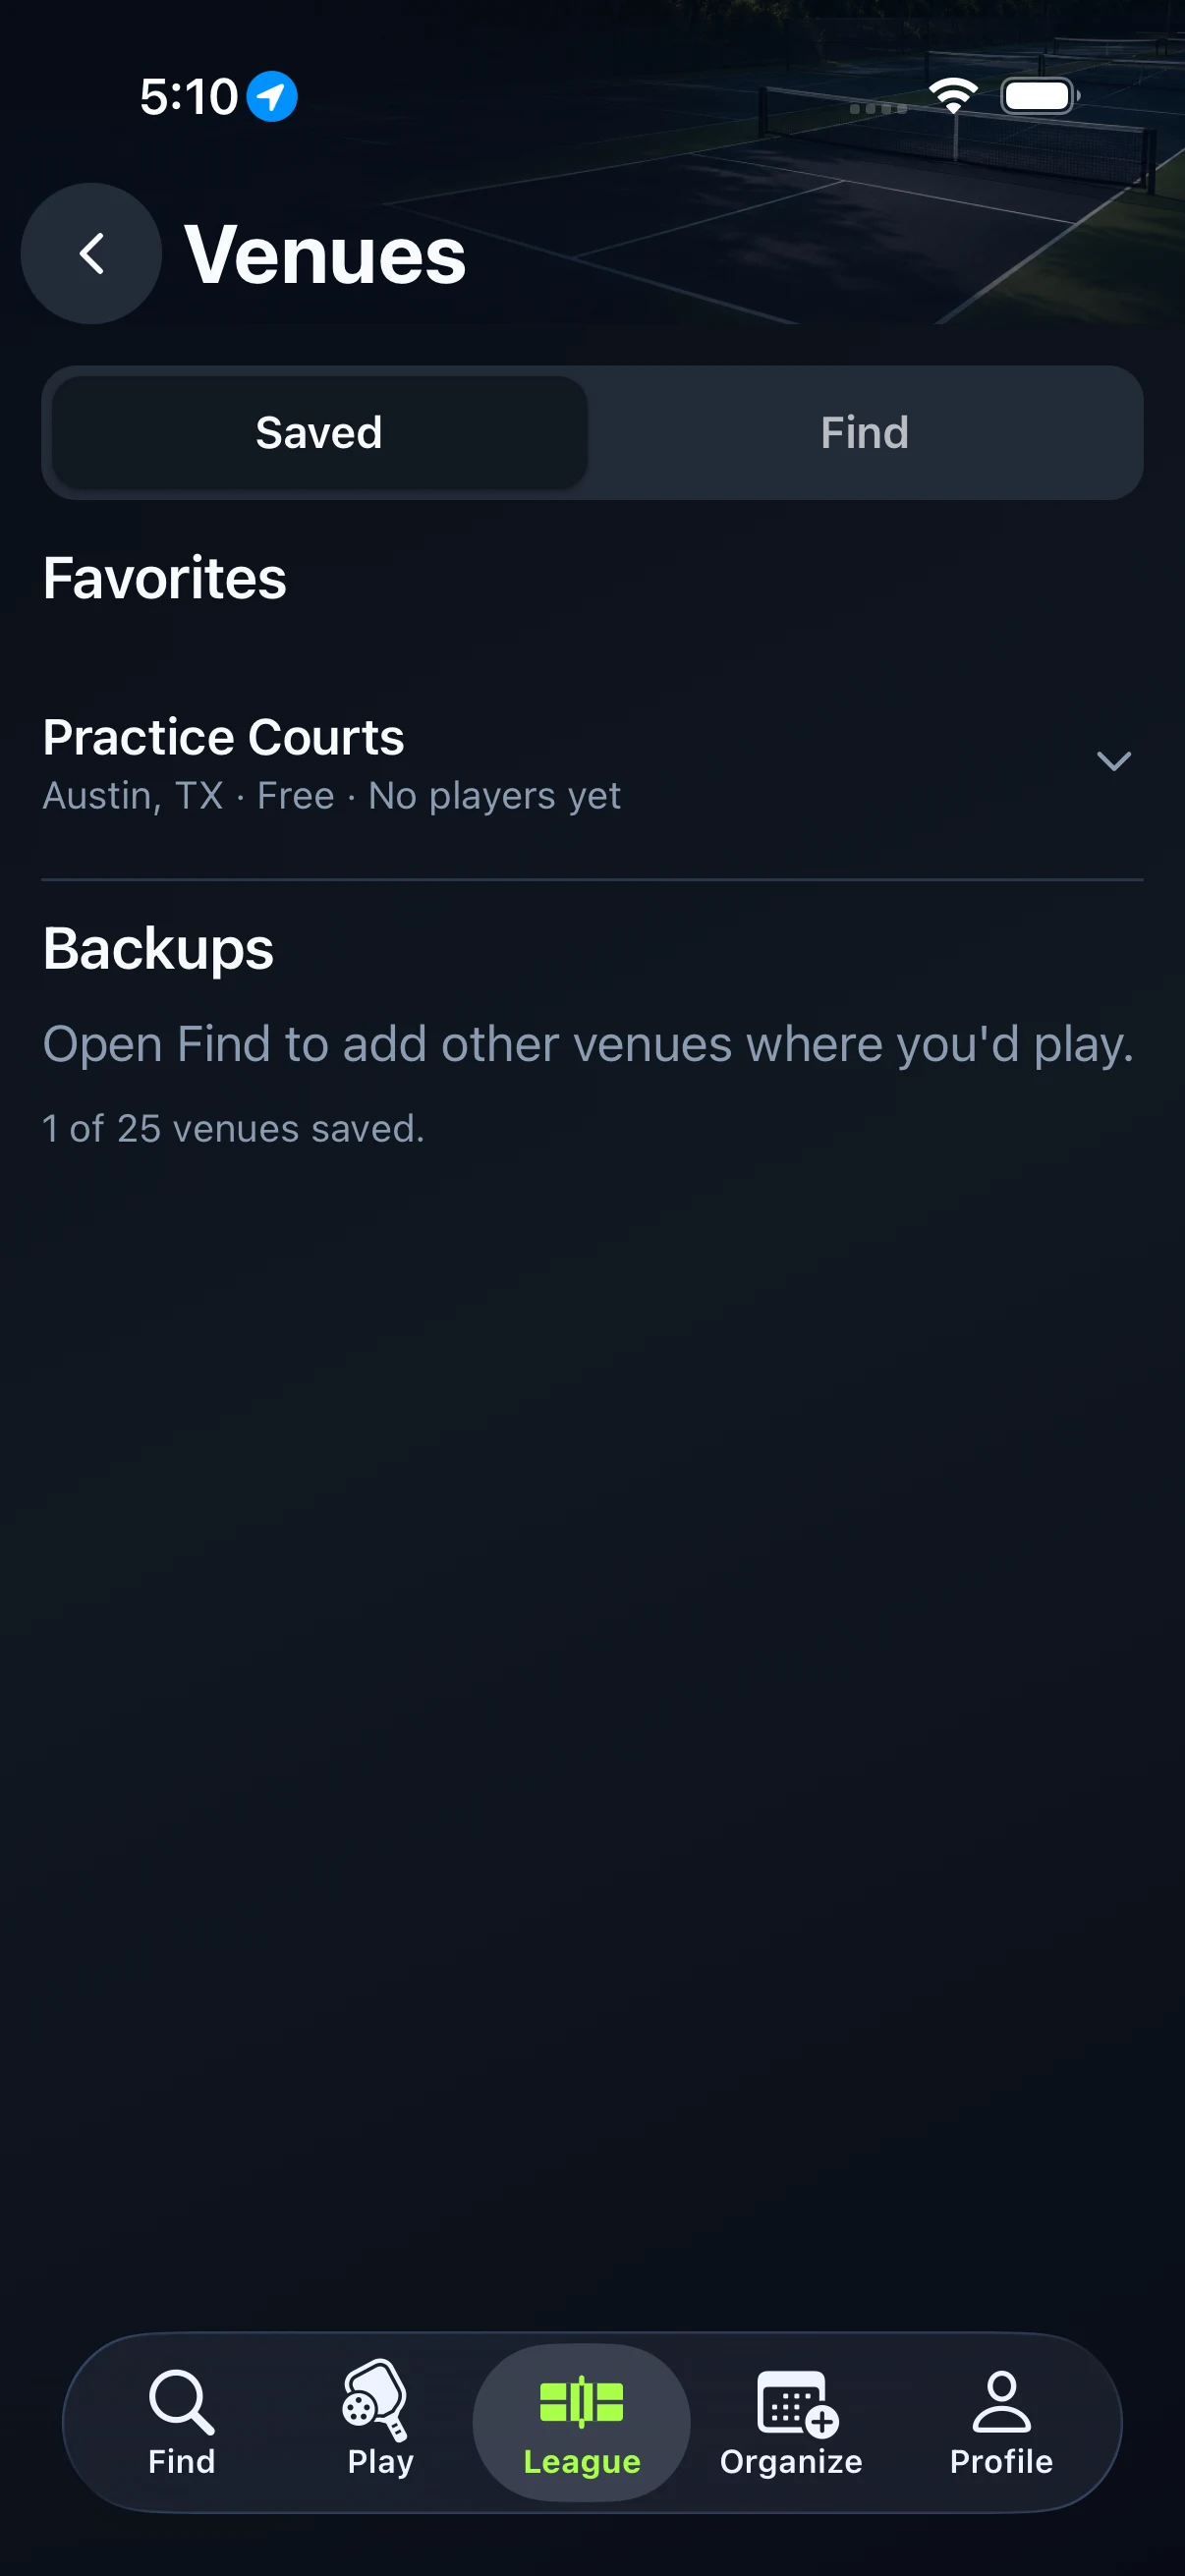 5:10
Venues
Saved
Find
Favorites
Practice Courts
Austin, TX · Free · No players yet
Backups
Open Find to add other venues where you'd play.
1 of 25 venues saved.
Find
Play
League
Organize
Profile